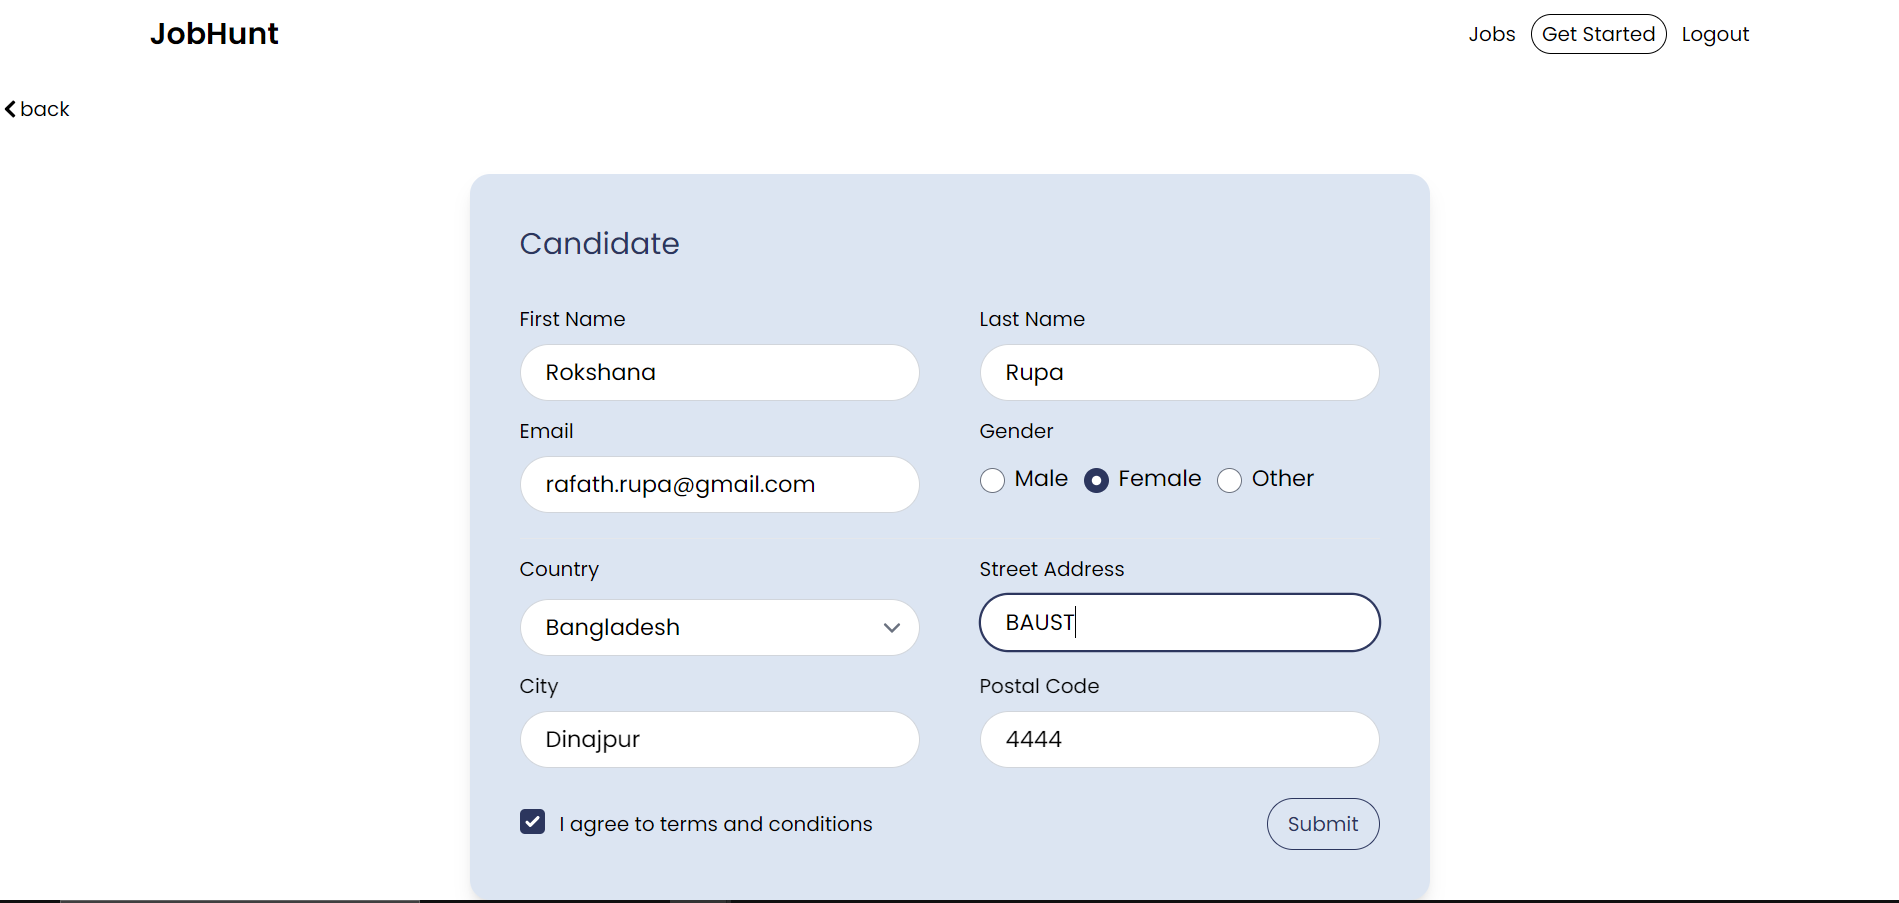 JobHunt
Jobs Get Started Logout
back
Candidate
First Name Last Name
Rokshana Rupa
Email Gender
rafath.rupa@gmail.com Male Female Other
Country Street Address
Bangladesh BAUST
City Postal Code
Dinajpur 4444
I agree to terms and conditions Submit